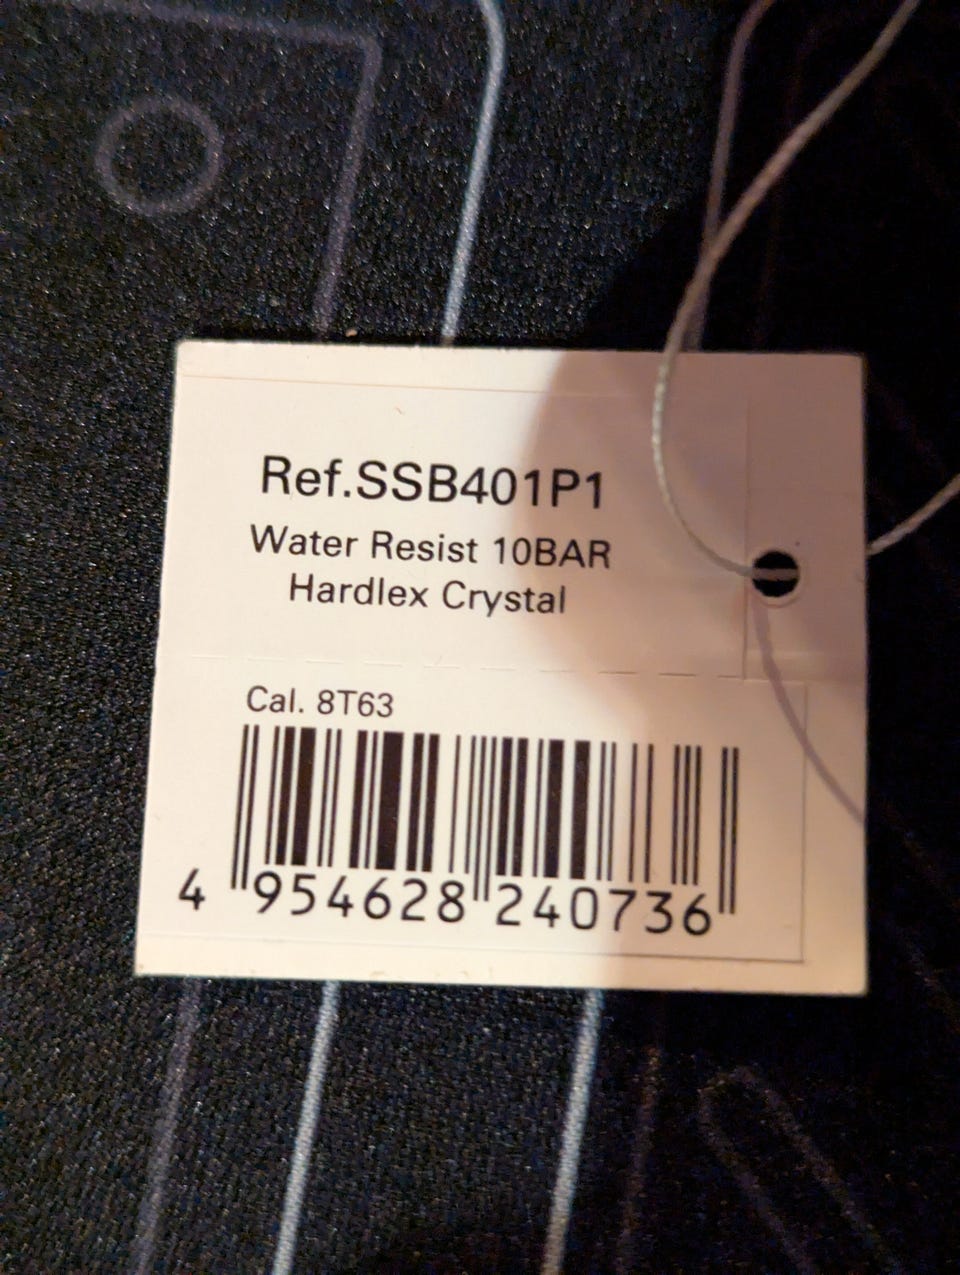 Ref.SSB401P1
Water Resist 10BAR
Hardlex Crystal
Cal. 8T63
4 954628 240736